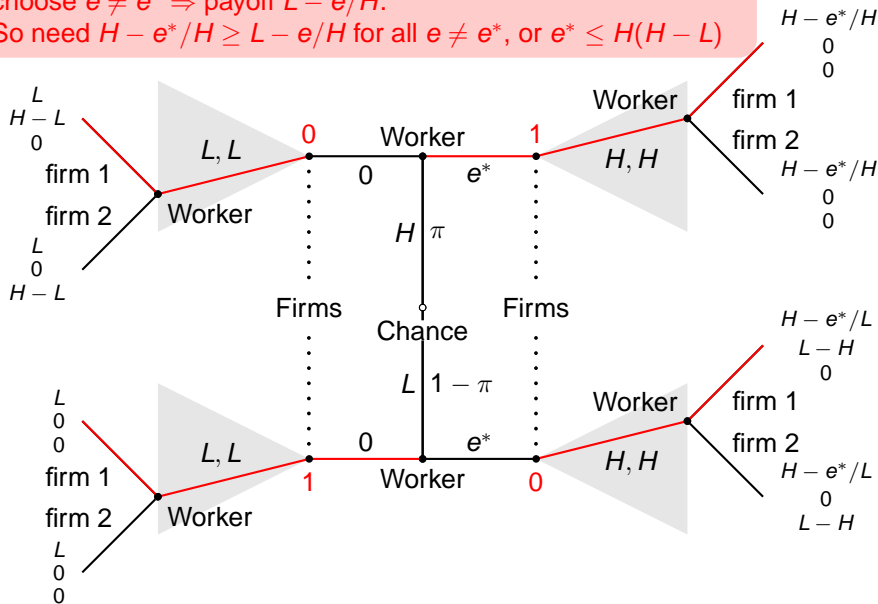 choose e ≠ e* ⇒ payoff L − e/H.
So need H − e*/H ≥ L − e/H for all e ≠ e*, or e* ≤ H(H − L)
H − e*/H
0
0
L
H − L
0
Worker
firm 1
0
Worker
1
firm 1
L, L
firm 2
H, H
0
e*
H − e*/H
0
0
firm 2
Worker
H
π
L
0
H − L
Firms
Firms
Chance
H − e*/L
L − H
0
L
1 − π
L
0
0
Worker
firm 1
0
e*
firm 2
L, L
H, H
firm 1
1
Worker
0
H − e*/L
0
L − H
firm 2
Worker
L
0
0